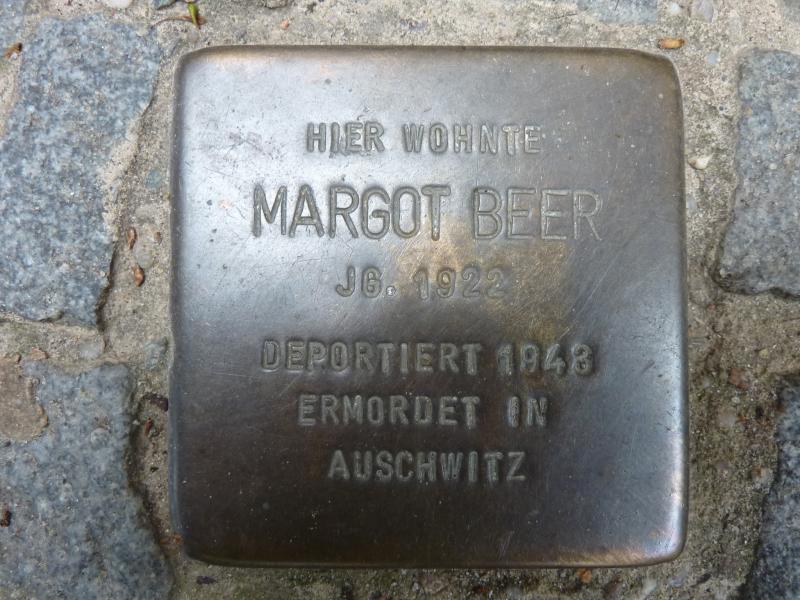 HIER WOHNTE
MARGOT BEER
JG. 1922
DEPORTIERT 1943
ERMORDET IN
AUSCHWITZ